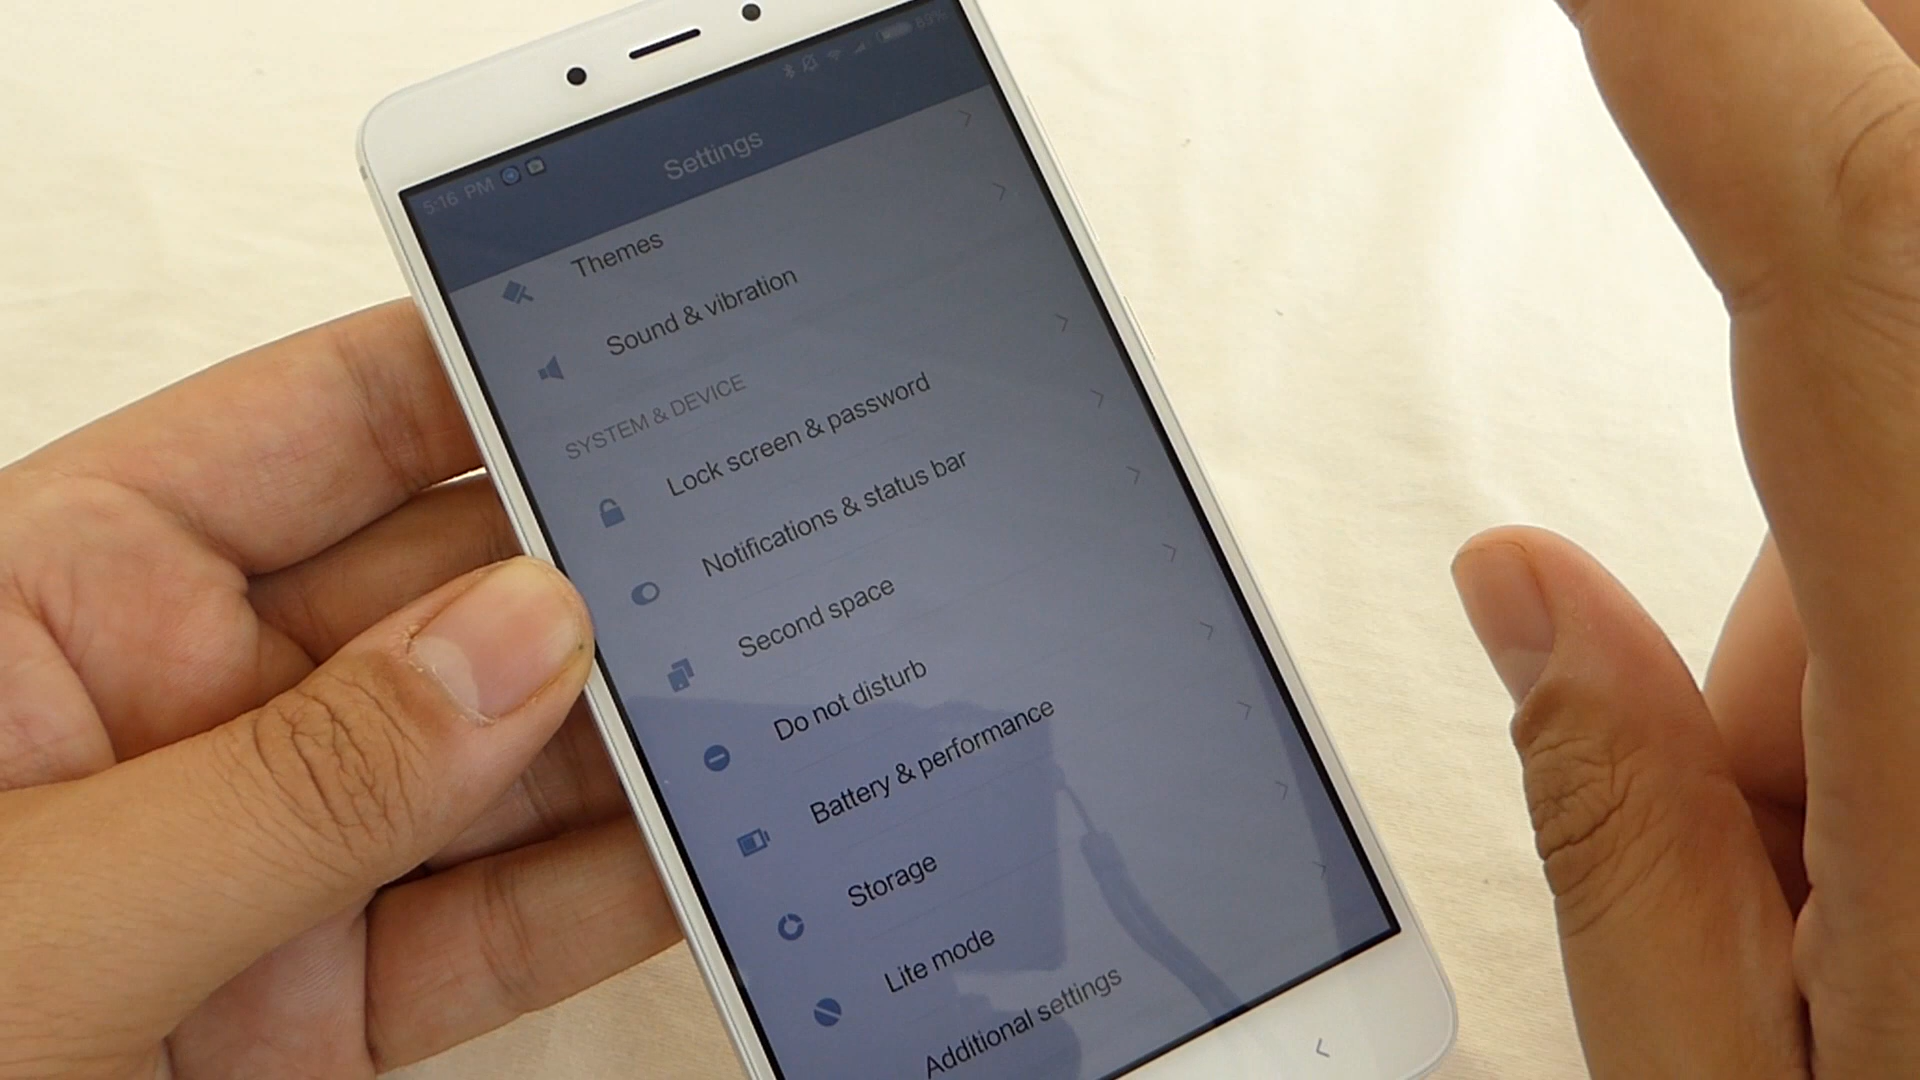 5:16 PM
83%
Settings
Themes
Sound & vibration
SYSTEM & DEVICE
Lock screen & password
Notifications & status bar
Second space
Do not disturb
Battery & performance
Storage
Lite mode
Additional settings